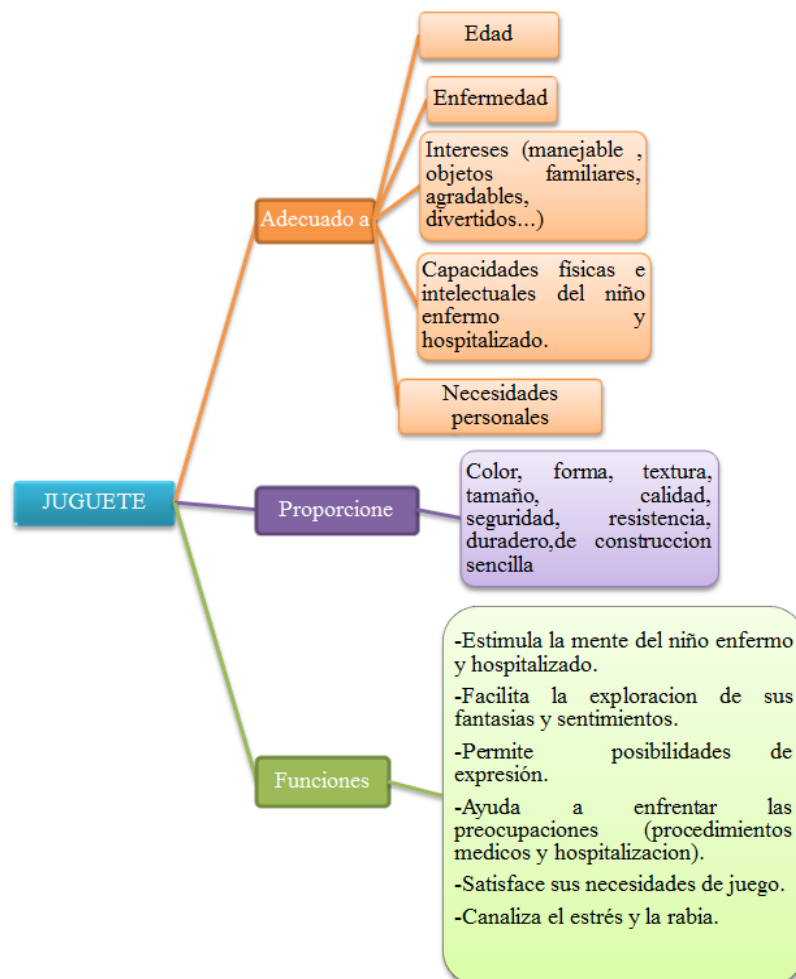 Edad
Enfermedad
Intereses (manejable ,
objetos familiares,
agradables,
divertidos...)
Adecuado a
Capacidades físicas e
intelectuales del niño
enfermo y
hospitalizado.
Necesidades
personales
JUGUETE
Proporcione
Color, forma, textura,
tamaño, calidad,
seguridad, resistencia,
duradero,de construccion
sencilla
Funciones
-Estimula la mente del niño enfermo
y hospitalizado.
-Facilita la exploracion de sus
fantasias y sentimientos.
-Permite posibilidades de
expresión.
-Ayuda a enfrentar las
preocupaciones (procedimientos
medicos y hospitalizacion).
-Satisface sus necesidades de juego.
-Canaliza el estrés y la rabia.